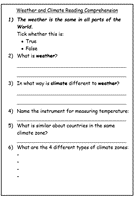 Weather and Climate Reading Comprehension
1) The weather is the same in all parts of the
World.
Tick whether this is:
• True
• False
2) What is weather?
3) In what way is climate different to weather?
4) Name the instrument for measuring temperature:
5) What is similar about countries in the same
climate zone?
6) What are the 4 different types of climate zones:
•
•
•
•